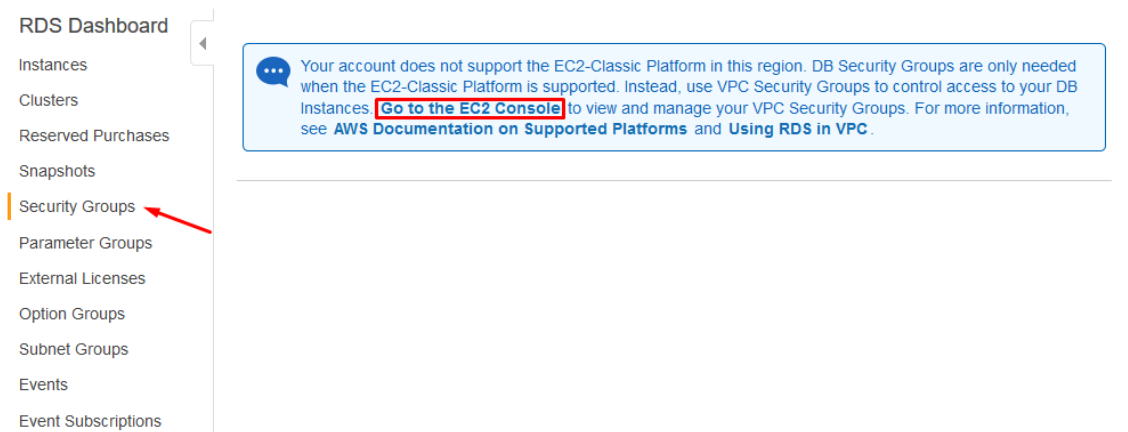 RDS Dashboard
Instances
Clusters
Reserved Purchases
Snapshots
Security Groups
Parameter Groups
External Licenses
Option Groups
Subnet Groups
Events
Event Subscriptions
Your account does not support the EC2-Classic Platform in this region. DB Security Groups are only needed
when the EC2-Classic Platform is supported. Instead, use VPC Security Groups to control access to your DB
Instances. Go to the EC2 Console to view and manage your VPC Security Groups. For more information,
see AWS Documentation on Supported Platforms and Using RDS in VPC.